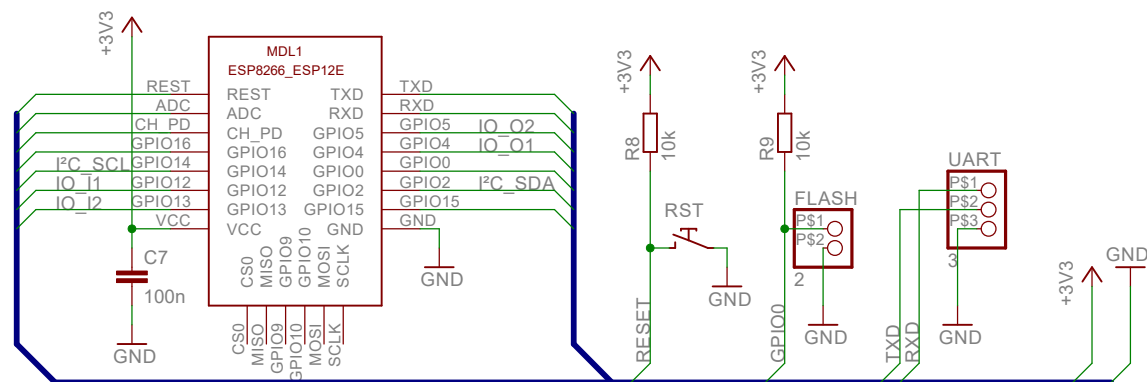 +3V3
MDL1
ESP8266_ESP12E
REST
ADC
CH_PD
GPIO16
I²C_SCL GPIO14
IO_I1 GPIO12
IO_I2 GPIO13
VCC
REST
ADC
CH_PD
GPIO16
GPIO14
GPIO12
GPIO13
VCC
TXD
RXD
GPIO5
GPIO4
GPIO0
GPIO2
GPIO15
GND
TXD
RXD
GPIO5 IO_O2
GPIO4 IO_O1
GPIO0
GPIO2 I²C_SDA
GPIO15
GND
GND
CS0
MISO
GPIO9
GPIO10
MOSI
SCLK
CS0
MISO
GPIO9
GPIO10
MOSI
SCLK
C7
100n
GND
+3V3
R8
10k
RST
GND
RESET
+3V3
R9
10k
FLASH
P$1
P$2
2
GND
GPIO0
UART
P$1
P$2
P$3
3
GND
TXD
RXD
+3V3
GND